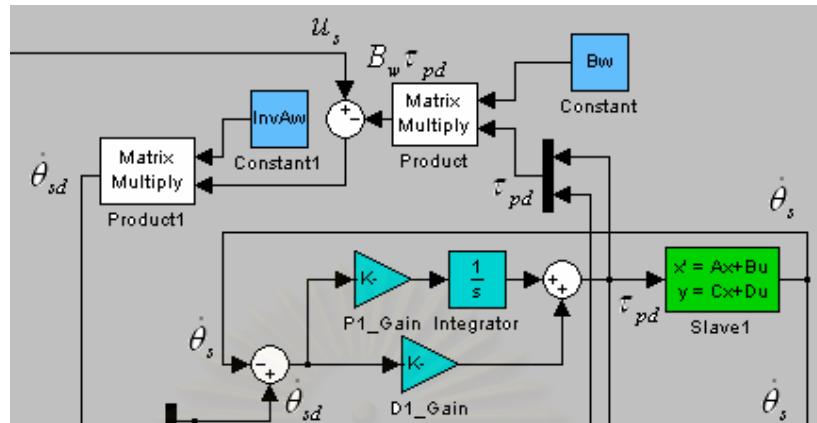 u_s
B_w τ_pd
Bw
Constant
InvAw
Constant1
Matrix
Multiply
Product
Matrix
Multiply
Product1
θ̇_sd
τ_pd
θ̇_s
K-
P1_Gain
1
s
Integrator
x' = Ax+Bu
y = Cx+Du
Slave1
τ_pd
θ̇_s
K-
D1_Gain
θ̇_sd
θ̇_s